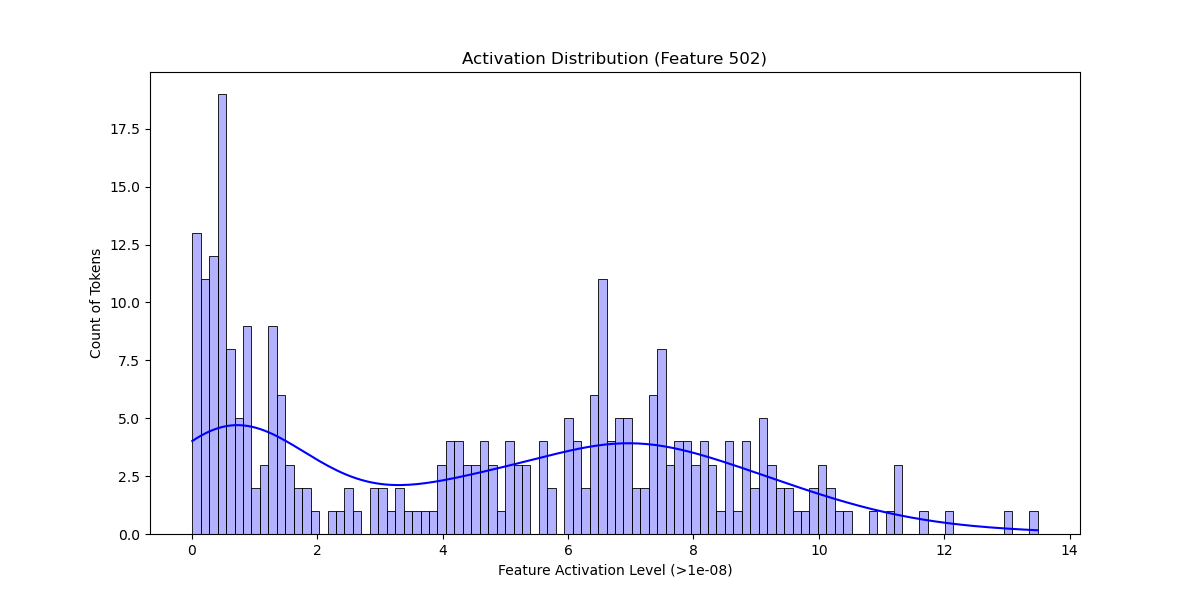 Activation Distribution (Feature 502)
Count of Tokens
17.5
15.0
12.5
10.0
7.5
5.0
2.5
0.0
0 2 4 6 8 10 12 14
Feature Activation Level (>1e-08)